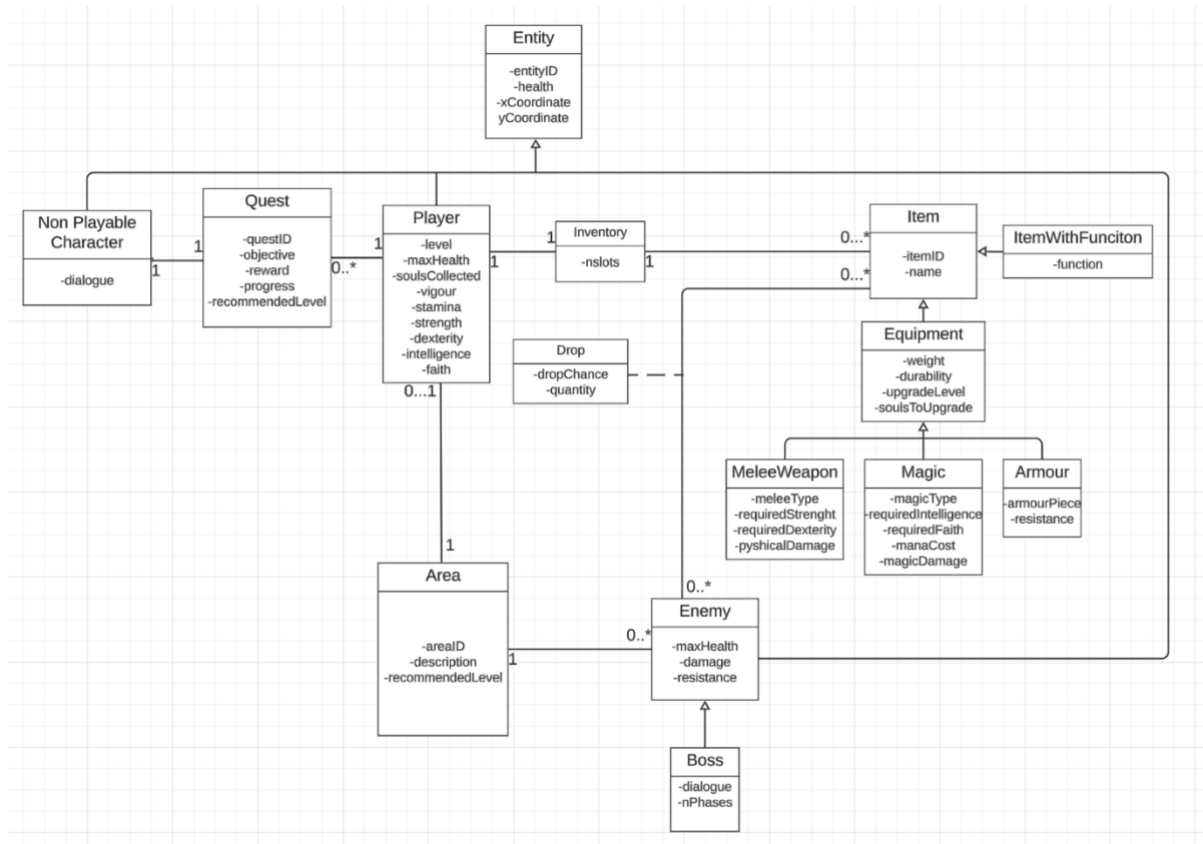 Entity
-entityID
-health
-xCoordinate
yCoordinate
Non Playable
Character
-dialogue
1
1
Quest
-questID
-objective
-reward
-progress
-recommendedLevel
0..*
1
Player
-level
-maxHealth
-soulsCollected
-vigour
-stamina
-strength
-dexterity
-intelligence
-faith
1
1
Inventory
-nslots
1
0...*
0...*
Item
-itemID
-name
ItemWithFunciton
-function
Equipment
-weight
-durability
-upgradeLevel
-soulsToUpgrade
Drop
-dropChance
-quantity
0...1
MeleeWeapon
-meleeType
-requiredStrenght
-requiredDexterity
-pyshicalDamage
Magic
-magicType
-requiredIntelligence
-requiredFaith
-manaCost
-magicDamage
Armour
-armourPiece
-resistance
1
Area
-areaID
-description
-recommendedLevel
1
0..*
0..*
Enemy
-maxHealth
-damage
-resistance
Boss
-dialogue
-nPhases